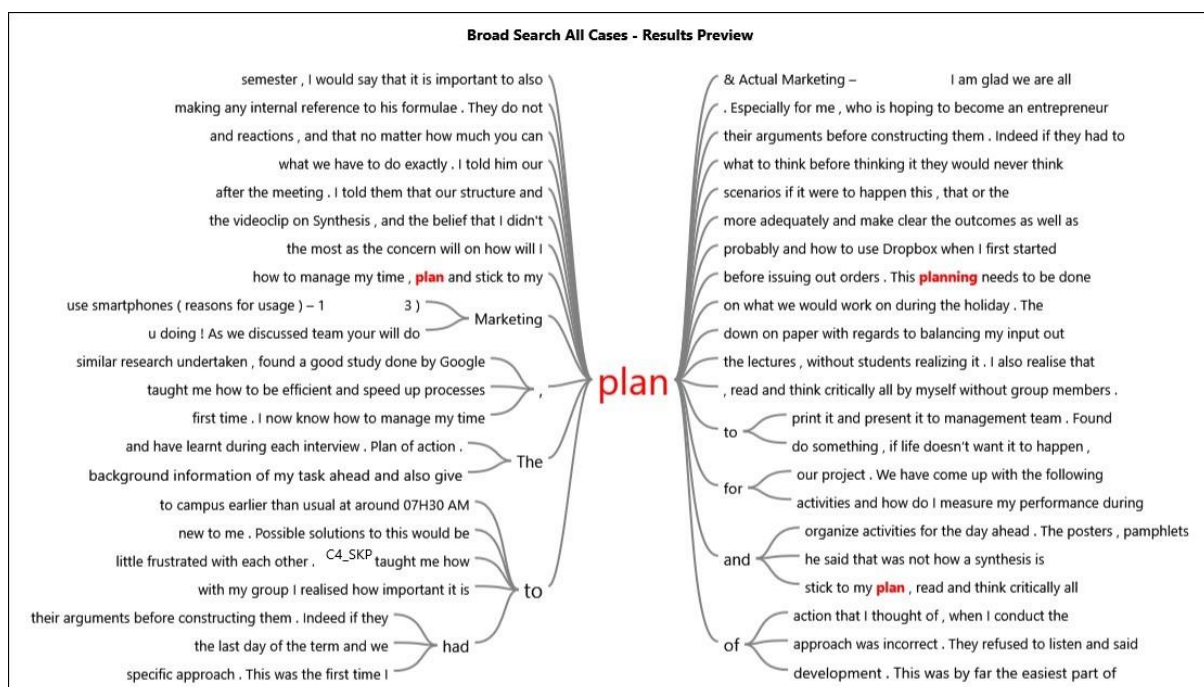 Broad Search All Cases - Results Preview
semester , I would say that it is important to also
making any internal reference to his formulae . They do not
and reactions , and that no matter how much you can
what we have to do exactly . I told him our
after the meeting . I told them that our structure and
the videoclip on Synthesis , and the belief that I didn't
the most as the concern will on how will I
how to manage my time , plan and stick to my
use smartphones ( reasons for usage ) – 1 3 )
u doing ! As we discussed team your will do
Marketing
similar research undertaken , found a good study done by Google
taught me how to be efficient and speed up processes
first time . I now know how to manage my time
,
and have learnt during each interview . Plan of action .
background information of my task ahead and also give
The
to campus earlier than usual at around 07H30 AM
new to me . Possible solutions to this would be
little frustrated with each other . C4_SKP taught me how
with my group I realised how important it is
their arguments before constructing them . Indeed if they
the last day of the term and we
specific approach . This was the first time I
had
to
plan
& Actual Marketing – I am glad we are all
. Especially for me , who is hoping to become an entrepreneur
their arguments before constructing them . Indeed if they had to
what to think before thinking it they would never think
scenarios if it were to happen this , that or the
more adequately and make clear the outcomes as well as
probably and how to use Dropbox when I first started
before issuing out orders . This planning needs to be done
on what we would work on during the holiday . The
down on paper with regards to balancing my input out
the lectures , without students realizing it . I also realise that
, read and think critically all by myself without group members .
to
print it and present it to management team . Found
do something , if life doesn't want it to happen ,
for
our project . We have come up with the following
activities and how do I measure my performance during
and
organize activities for the day ahead . The posters , pamphlets
he said that was not how a synthesis is
stick to my plan , read and think critically all
of
action that I thought of , when I conduct the
approach was incorrect . They refused to listen and said
development . This was by far the easiest part of